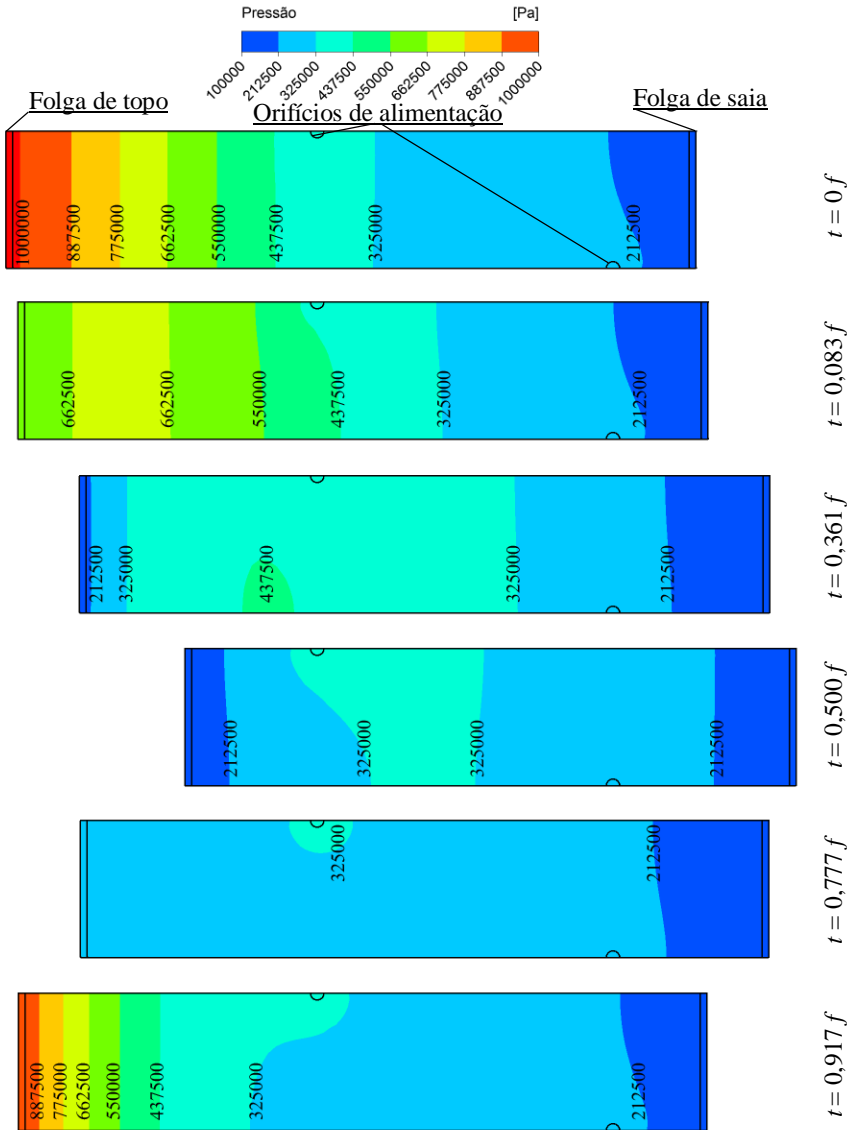 Pressão [Pa]
100000 212500 325000 437500 550000 662500 775000 887500 1000000
Folga de topo
Orifícios de alimentação
Folga de saia
1000000 887500 775000 662500 550000 437500 325000 212500
t = 0 f
662500 662500 550000 437500 325000 212500
t = 0,083 f
212500 325000 437500 325000 212500
t = 0,361 f
212500 325000 325000 212500
t = 0,500 f
325000 212500
t = 0,777 f
887500 775000 662500 550000 437500 325000 212500
t = 0,917 f